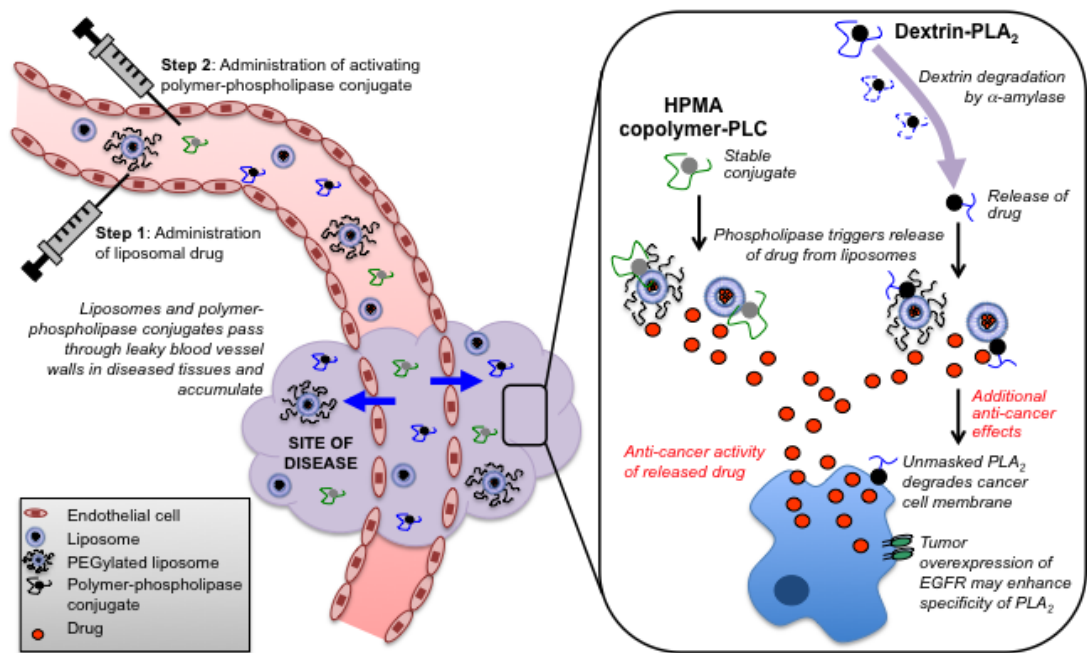 Step 2: Administration of activating
polymer-phospholipase conjugate
Step 1: Administration
of liposomal drug
Liposomes and polymer-
phospholipase conjugates pass
through leaky blood vessel
walls in diseased tissues and
accumulate
SITE OF
DISEASE
Endothelial cell
Liposome
PEGylated liposome
Polymer-phospholipase
conjugate
Drug
Dextrin-PLA₂
Dextrin degradation
by α-amylase
HPMA
copolymer-PLC
Stable
conjugate
Release of
drug
Phospholipase triggers release
of drug from liposomes
Additional
anti-cancer
effects
Anti-cancer activity
of released drug
Unmasked PLA₂
degrades cancer
cell membrane
Tumor
overexpression of
EGFR may enhance
specificity of PLA₂